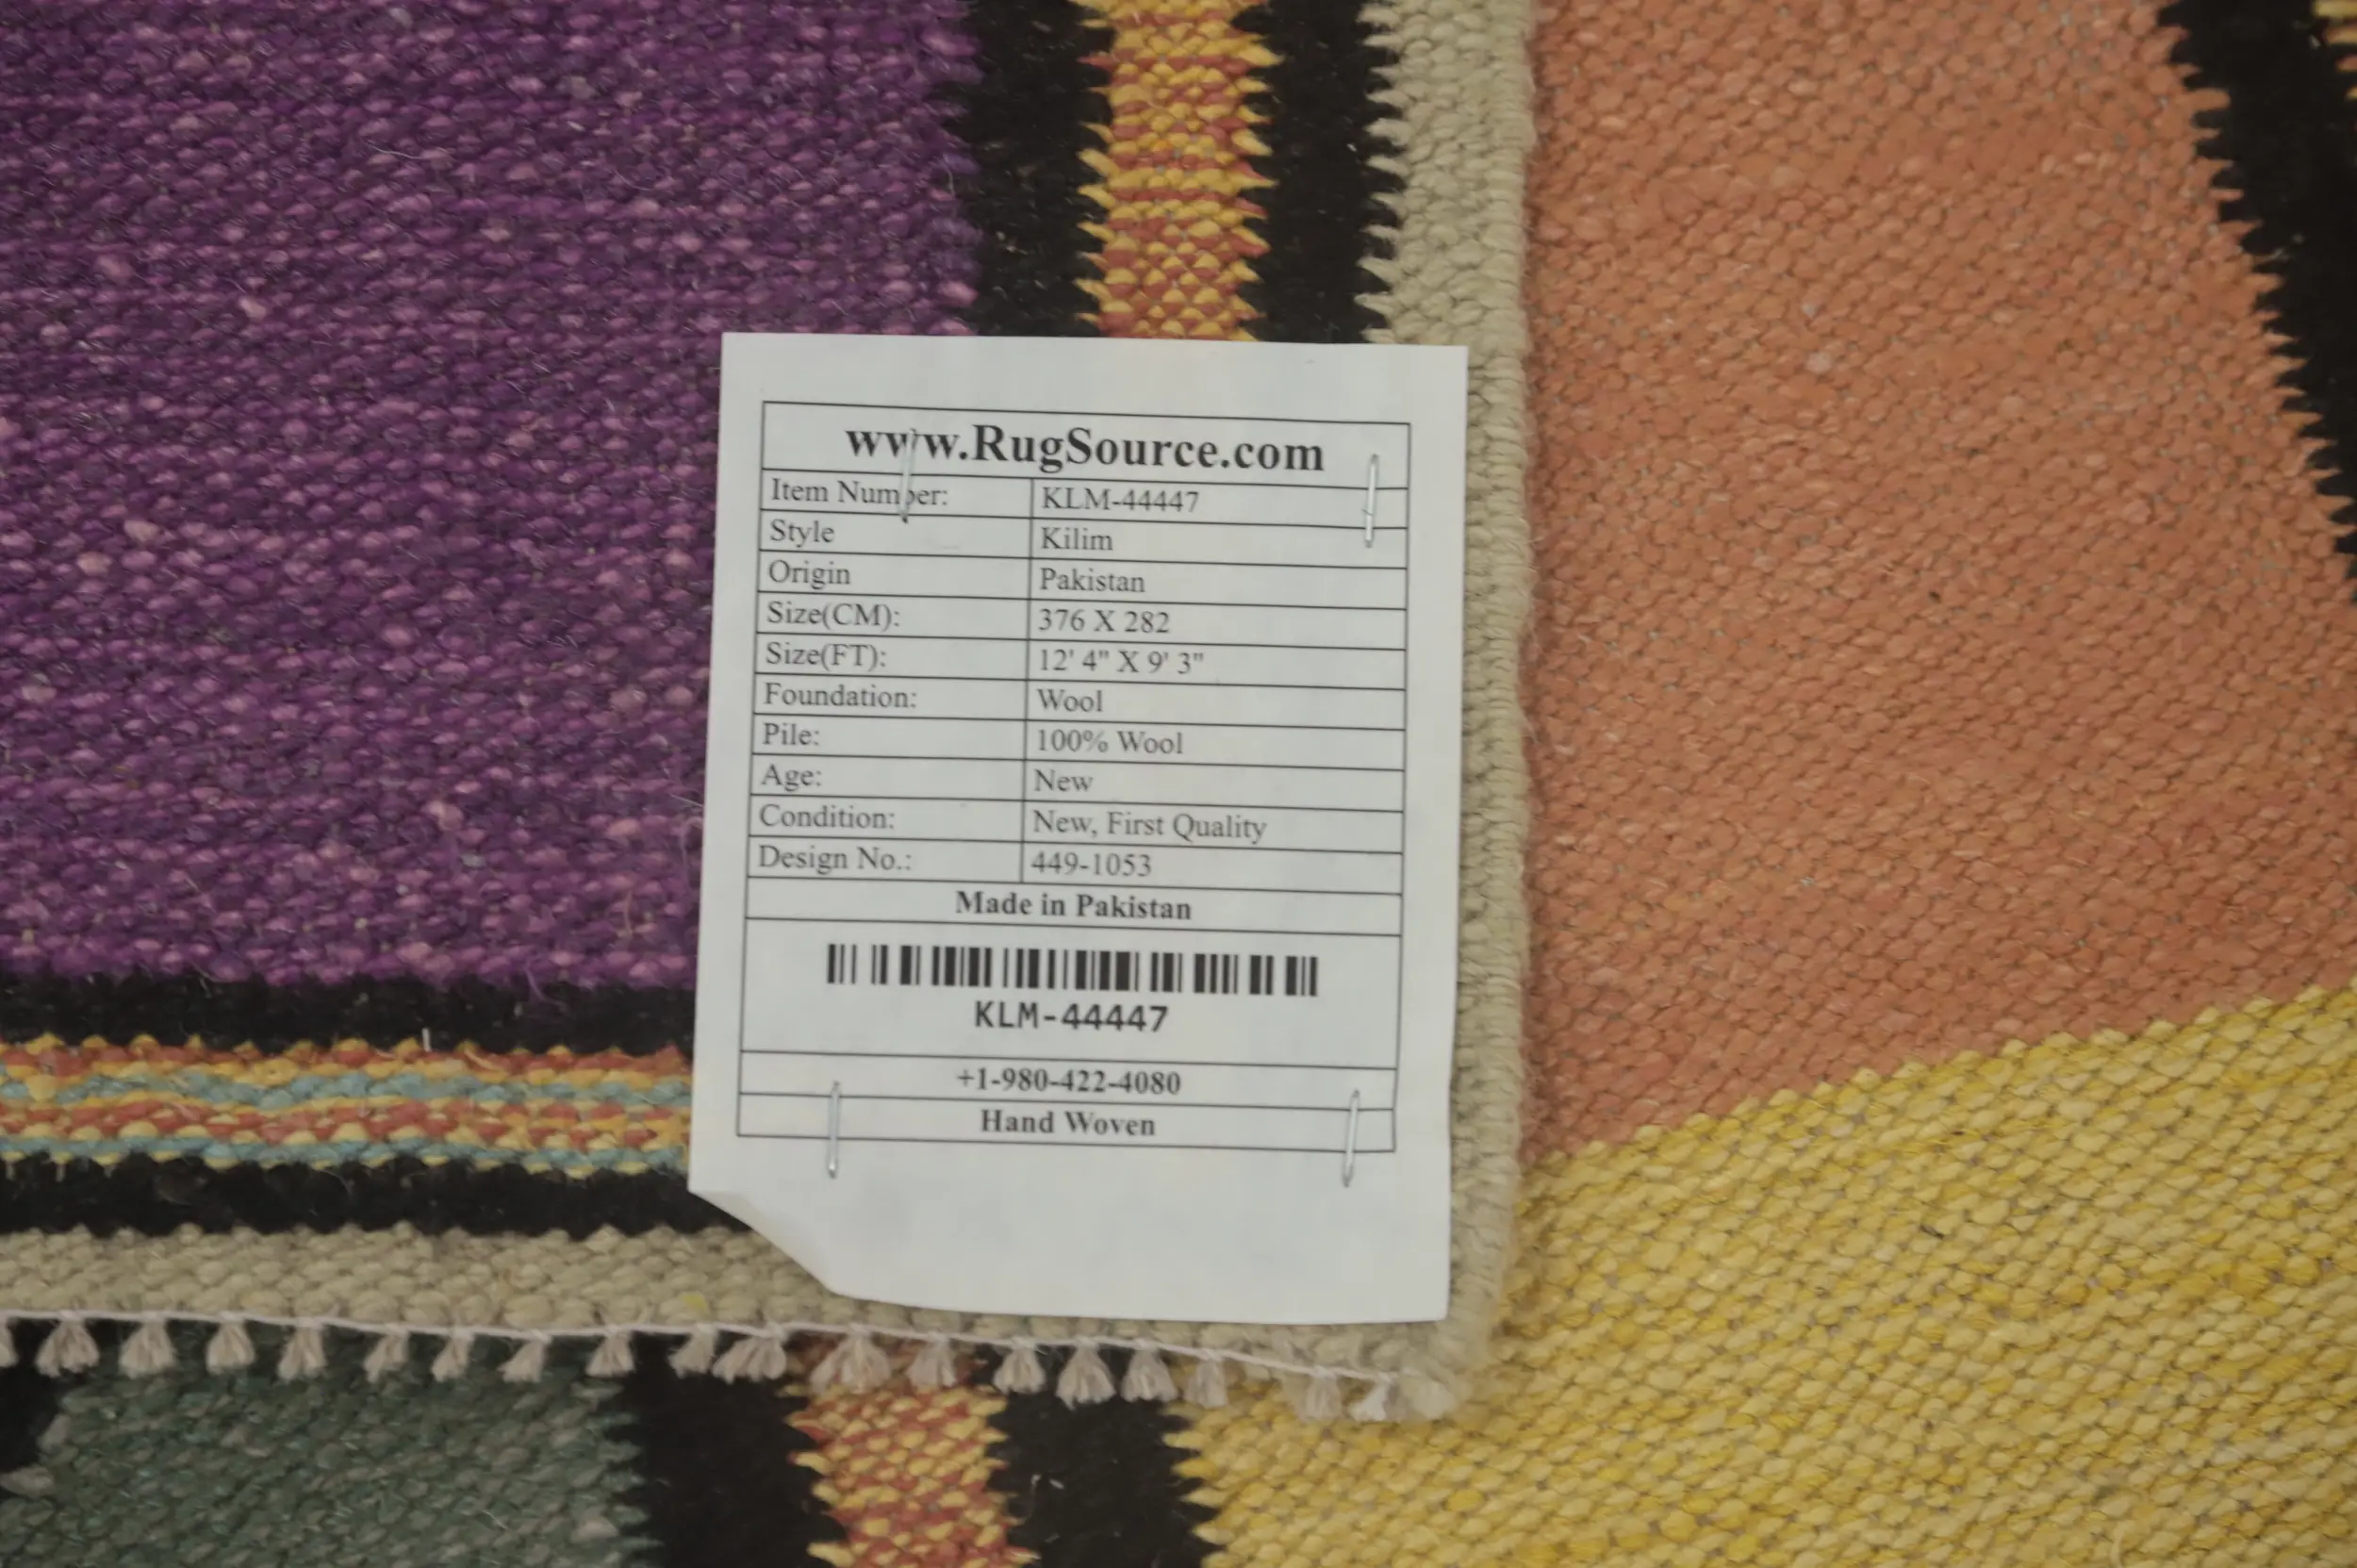 www.RugSource.com
Item Number: KLM-44447
Style Kilim
Origin Pakistan
Size(CM): 376 X 282
Size(FT): 12' 4" X 9' 3"
Foundation: Wool
Pile: 100% Wool
Age: New
Condition: New, First Quality
Design No.: 449-1053
Made in Pakistan
KLM-44447
+1-980-422-4080
Hand Woven